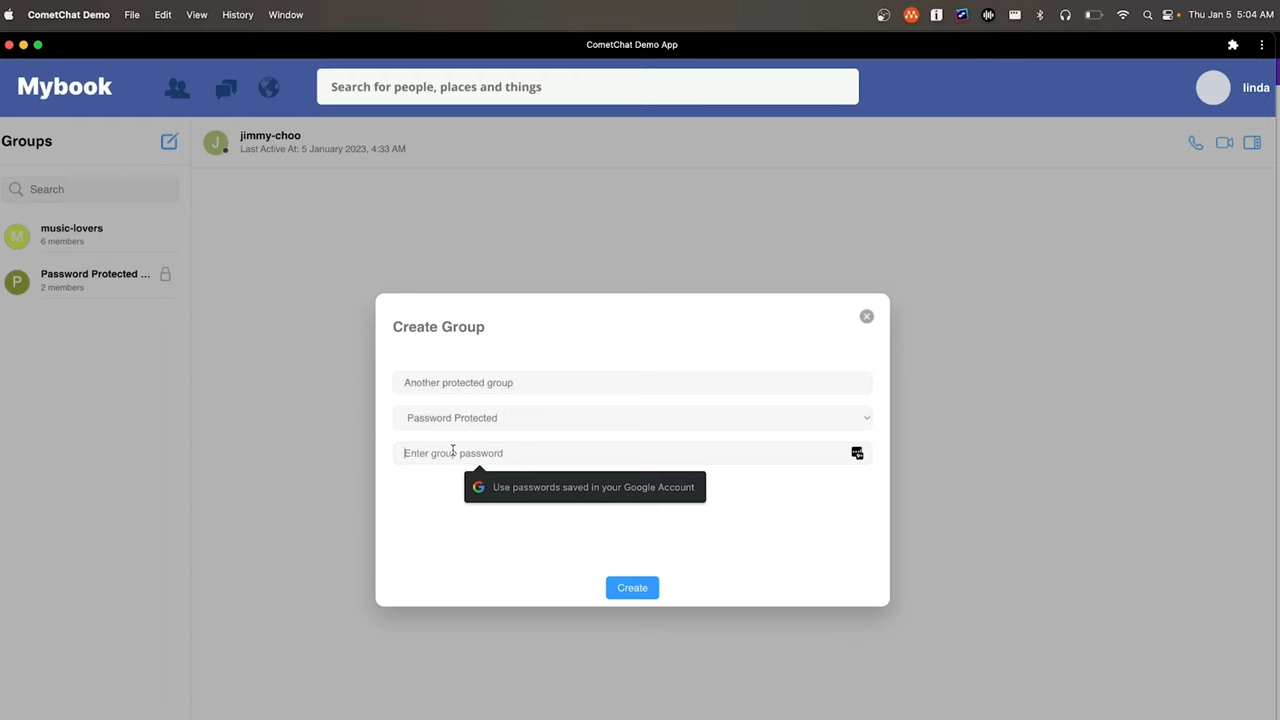 CometChat Demo File Edit View History Window Thu Jan 5 5:04 AM
CometChat Demo App
Mybook Search for people, places and things linda
Groups
J jimmy-choo
Last Active At: 5 January 2023, 4:33 AM
Search
M music-lovers
6 members
P Password Protected ...
2 members
Create Group
Another protected group
Password Protected
Enter group password
G Use passwords saved in your Google Account
Create